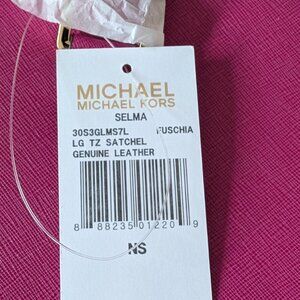 MICHAEL
MICHAEL KORS
SELMA
30S3GLMS7L FUSCHIA
LG TZ SATCHEL
GENUINE LEATHER
8 88235 01220 9
NS